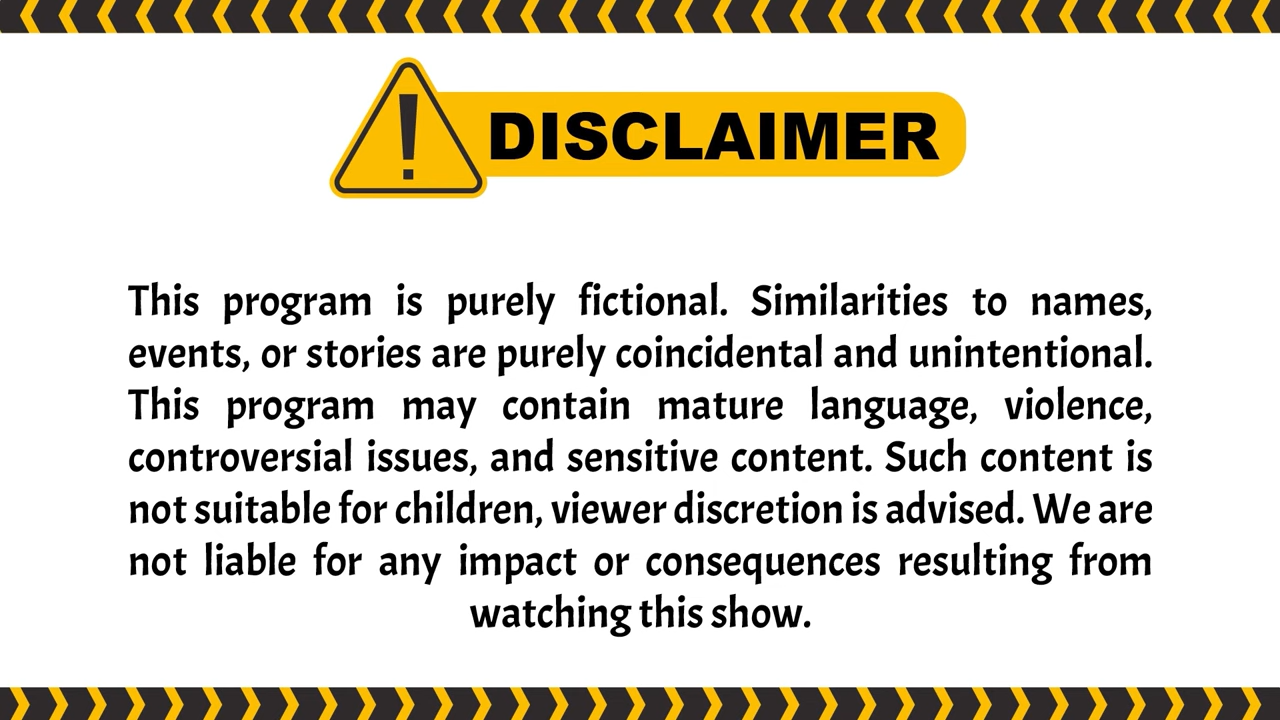 DISCLAIMER
This program is purely fictional. Similarities to names,
events, or stories are purely coincidental and unintentional.
This program may contain mature language, violence,
controversial issues, and sensitive content. Such content is
not suitable for children, viewer discretion is advised. We are
not liable for any impact or consequences resulting from
watching this show.